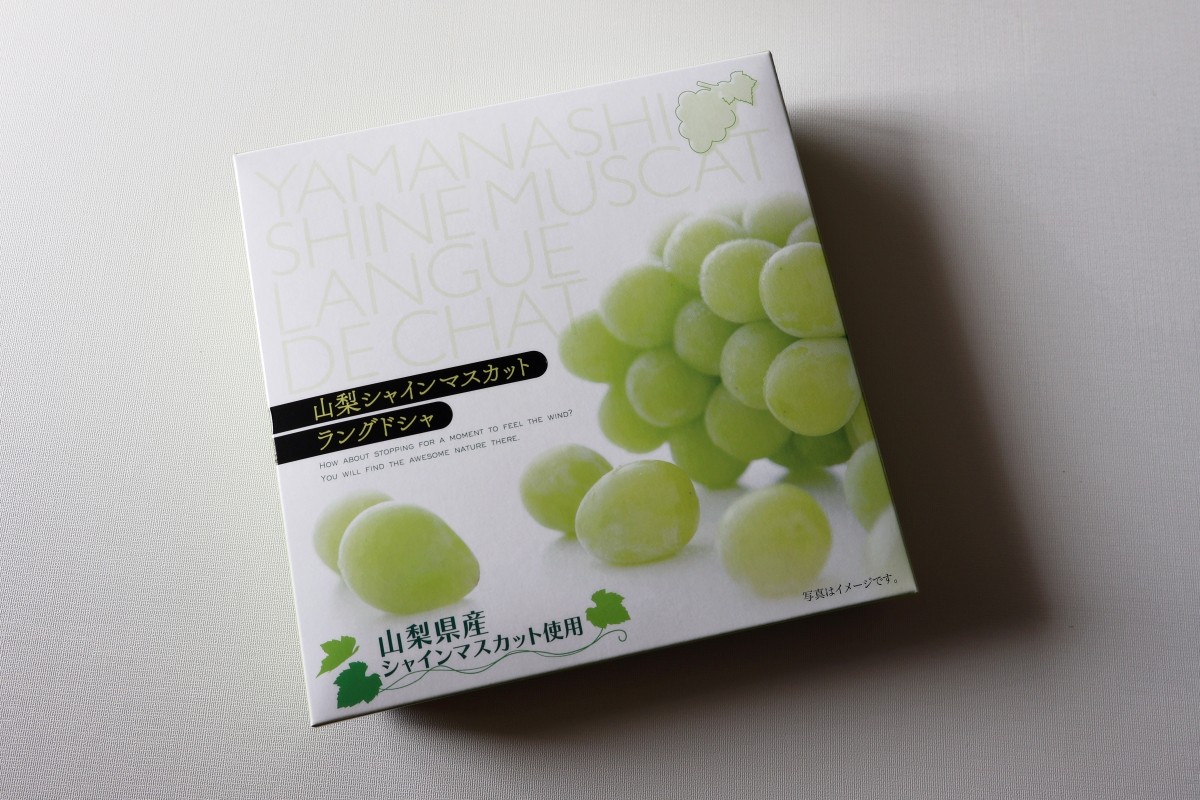 YAMANASHI
SHINE MUSCAT
LANGUE
DE CHAT
山梨シャインマスカット
ラングドシャ
HOW ABOUT STOPPING FOR A MOMENT TO FEEL THE WIND?
YOU WILL FIND THE AWESOME NATURE THERE.
写真はイメージです。
山梨県産
シャインマスカット使用